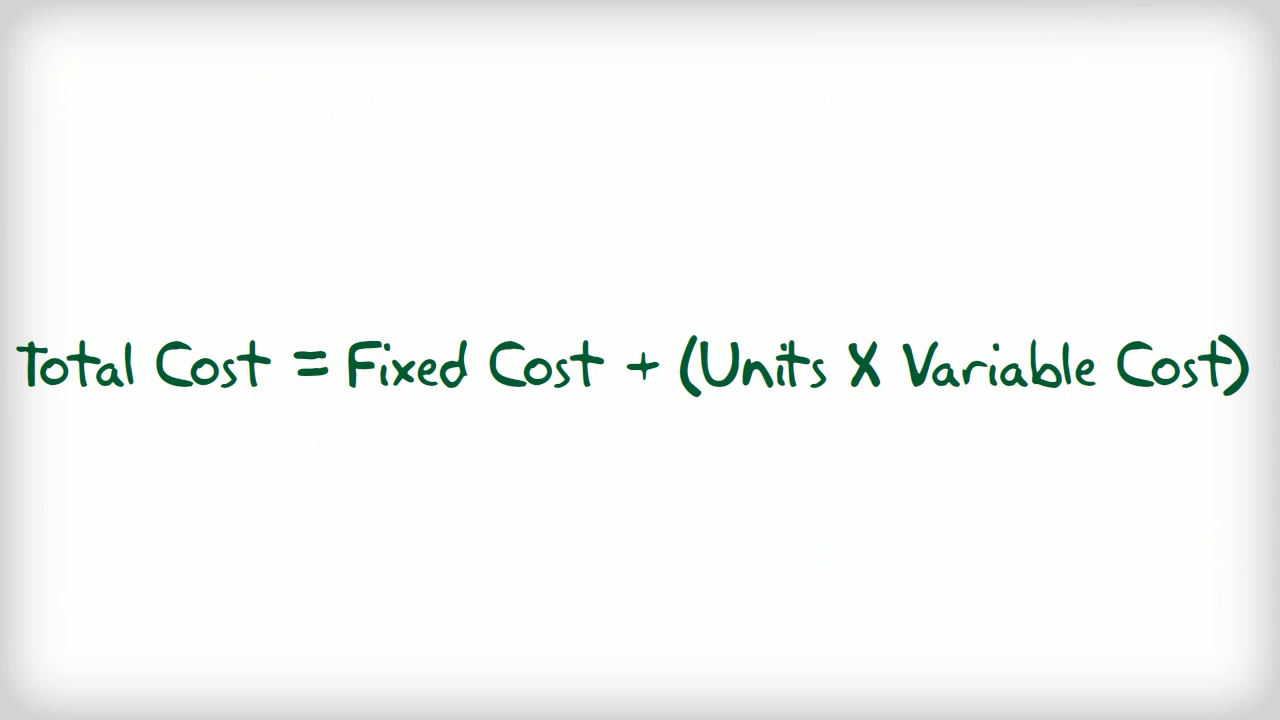 Total Cost = Fixed Cost + (Units X Variable Cost)